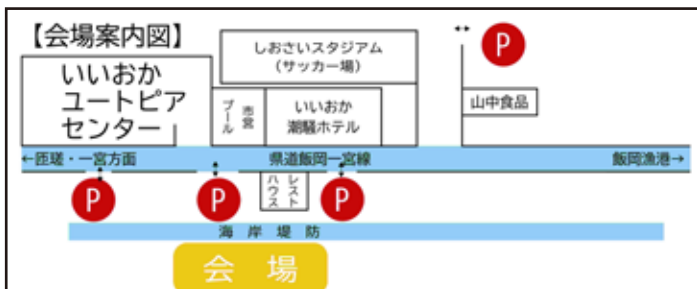 【会場案内図】
いいおか
ユートピア
センター
しおさいスタジアム
（サッカー場）
市営
プール
いいおか
潮騒ホテル
P
山中食品
←匝瑳・一宮方面
県道飯岡一宮線
飯岡漁港→
P
P
レスト
ハウス
P
海岸堤防
会場